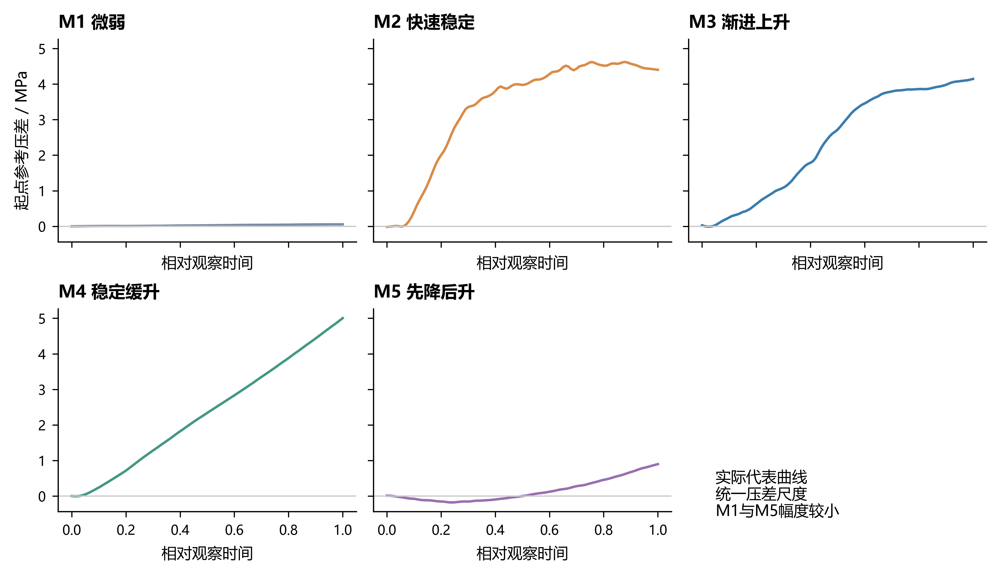 M1 微弱
M2 快速稳定
M3 渐进上升
起点参考压差 / MPa
5
4
3
2
1
0
相对观察时间
相对观察时间
相对观察时间
M4 稳定缓升
M5 先降后升
5
4
3
2
1
0
0.0 0.2 0.4 0.6 0.8 1.0
相对观察时间
0.0 0.2 0.4 0.6 0.8 1.0
相对观察时间
实际代表曲线
统一压差尺度
M1与M5幅度较小